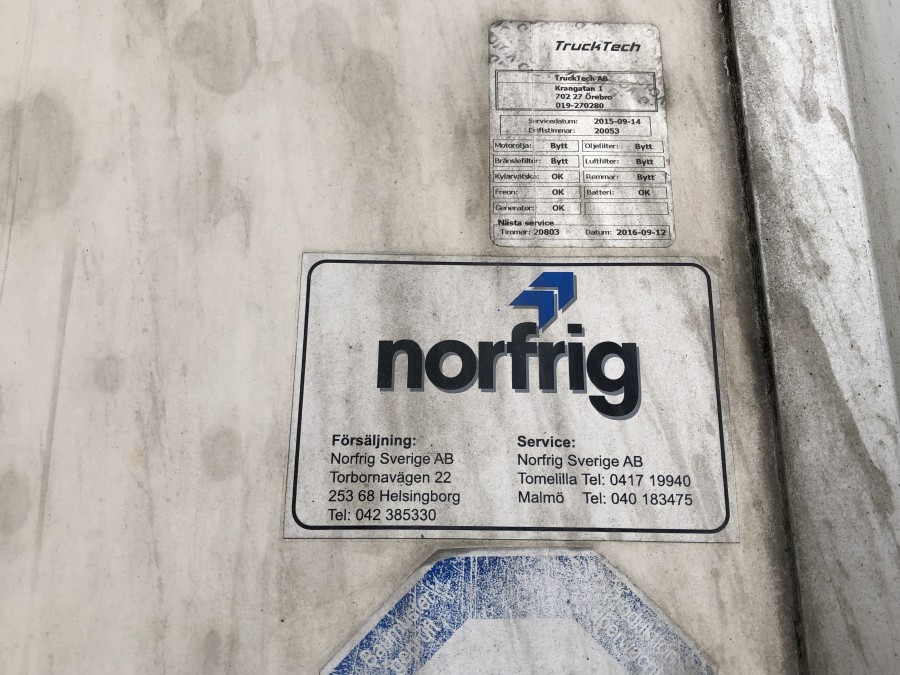 TruckTech
TruckTech AB
Krangatan 1
702 27 Örebro
019-270280
Servicedatum: 2015-09-14
Driftstimmar: 20053
Motorolja: Bytt Oljefilter: Bytt
Bränslefilter: Bytt Luftfilter: Bytt
Kylarvätska: OK Remmar: Bytt
Freon: OK Batteri: OK
Generator: OK
Nästa service
Timmar: 20803 Datum: 2016-09-12
norfrig
Försäljning: Service:
Norfrig Sverige AB Norfrig Sverige AB
Torbornavägen 22 Tomelilla Tel: 0417 19940
253 68 Helsingborg Malmö Tel: 040 183475
Tel: 042 385330